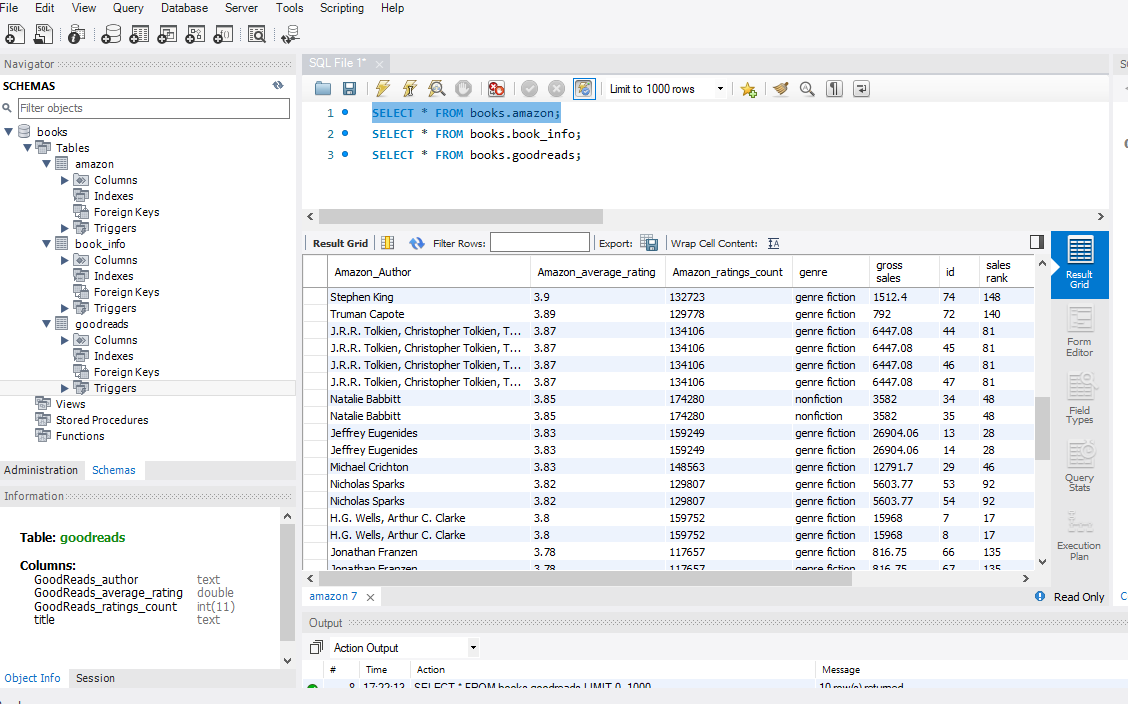 File Edit View Query Database Server Tools Scripting Help
SQL SQL
Navigator
SCHEMAS
Filter objects
books
Tables
amazon
Columns
Indexes
Foreign Keys
Triggers
book_info
Columns
Indexes
Foreign Keys
Triggers
goodreads
Columns
Indexes
Foreign Keys
Triggers
Views
Stored Procedures
Functions
Administration Schemas
Information
Table: goodreads
Columns:
GoodReads_author text
GoodReads_average_rating double
GoodReads_ratings_count int(11)
title text
Object Info Session
SQL File 1*
Limit to 1000 rows
1 SELECT * FROM books.amazon;
2 SELECT * FROM books.book_info;
3 SELECT * FROM books.goodreads;
Result Grid Filter Rows: Export: Wrap Cell Content:
Amazon_Author Amazon_average_rating Amazon_ratings_count genre gross sales id sales rank
Stephen King 3.9 132723 genre fiction 1512.4 74 148
Truman Capote 3.89 129778 genre fiction 792 72 140
J.R.R. Tolkien, Christopher Tolkien, T... 3.87 134106 genre fiction 6447.08 44 81
J.R.R. Tolkien, Christopher Tolkien, T... 3.87 134106 genre fiction 6447.08 45 81
J.R.R. Tolkien, Christopher Tolkien, T... 3.87 134106 genre fiction 6447.08 46 81
J.R.R. Tolkien, Christopher Tolkien, T... 3.87 134106 genre fiction 6447.08 47 81
Natalie Babbitt 3.85 174280 nonfiction 3582 34 48
Natalie Babbitt 3.85 174280 nonfiction 3582 35 48
Jeffrey Eugenides 3.83 159249 genre fiction 26904.06 13 28
Jeffrey Eugenides 3.83 159249 genre fiction 26904.06 14 28
Michael Crichton 3.83 148563 genre fiction 12791.7 29 46
Nicholas Sparks 3.82 129807 genre fiction 5603.77 53 92
Nicholas Sparks 3.82 129807 genre fiction 5603.77 54 92
H.G. Wells, Arthur C. Clarke 3.8 159752 genre fiction 15968 7 17
H.G. Wells, Arthur C. Clarke 3.8 159752 genre fiction 15968 8 17
Jonathan Franzen 3.78 117657 genre fiction 816.75 66 135
Jonathan Franzen 3.78 117657 genre fiction 816.75 67 135
Result Grid
Form Editor
Field Types
Query Stats
Execution Plan
amazon 7
Read Only
Output
Action Output
# Time Action Message
8 17:22:13 SELECT * FROM books.goodreads LIMIT 0, 1000 10 row(s) returned